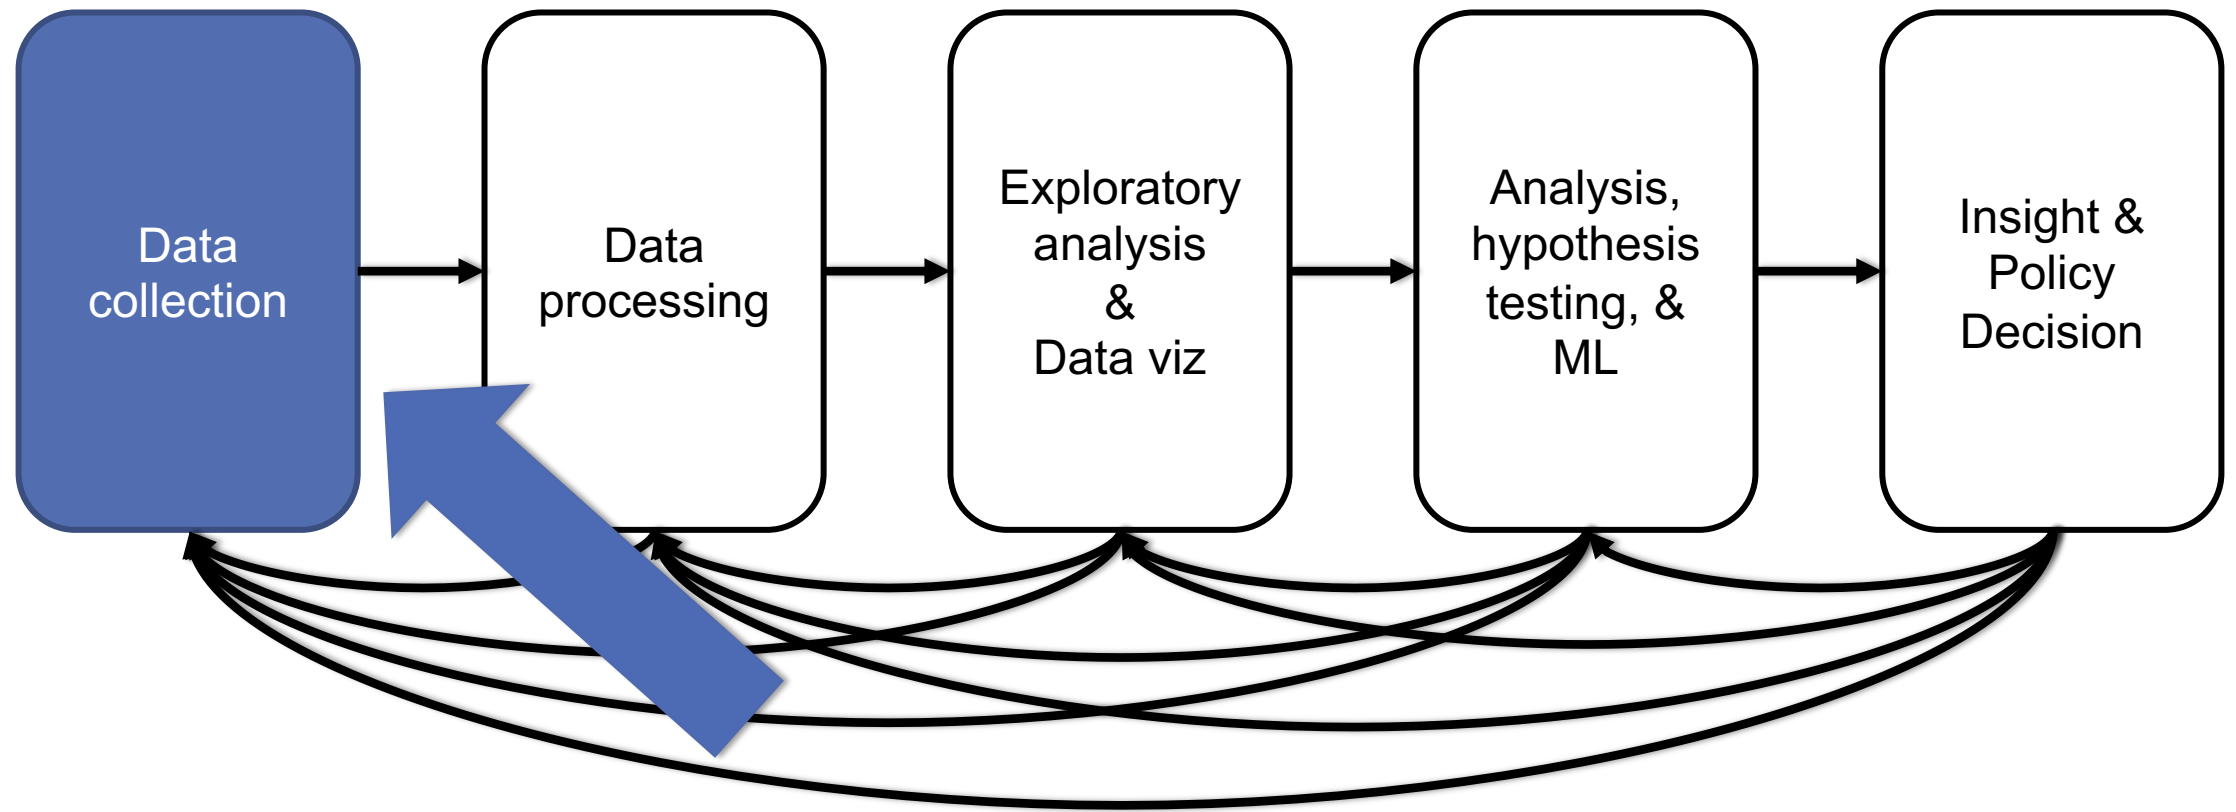 Data
collection
Data
processing
Exploratory
analysis
&
Data viz
Analysis,
hypothesis
testing, &
ML
Insight &
Policy
Decision